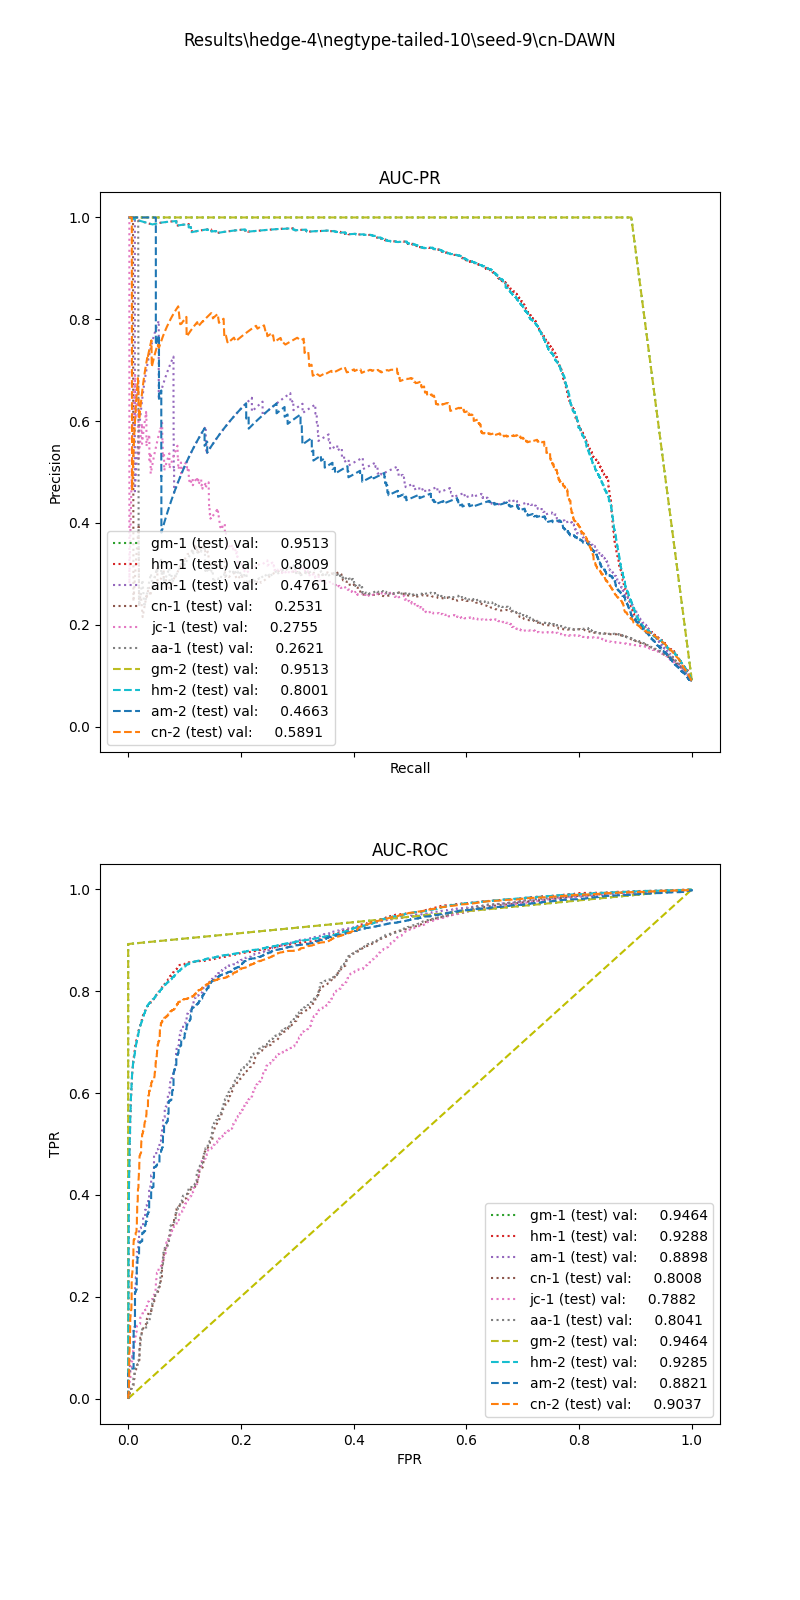 Results\hedge-4\negtype-tailed-10\seed-9\cn-DAWN
AUC-PR
1.0
0.8
0.6
0.4
0.2
0.0
Precision
gm-1 (test) val: 0.9513
hm-1 (test) val: 0.8009
am-1 (test) val: 0.4761
cn-1 (test) val: 0.2531
jc-1 (test) val: 0.2755
aa-1 (test) val: 0.2621
gm-2 (test) val: 0.9513
hm-2 (test) val: 0.8001
am-2 (test) val: 0.4663
cn-2 (test) val: 0.5891
Recall
AUC-ROC
1.0
0.8
0.6
0.4
0.2
0.0
TPR
gm-1 (test) val: 0.9464
hm-1 (test) val: 0.9288
am-1 (test) val: 0.8898
cn-1 (test) val: 0.8008
jc-1 (test) val: 0.7882
aa-1 (test) val: 0.8041
gm-2 (test) val: 0.9464
hm-2 (test) val: 0.9285
am-2 (test) val: 0.8821
cn-2 (test) val: 0.9037
0.0 0.2 0.4 0.6 0.8 1.0
FPR